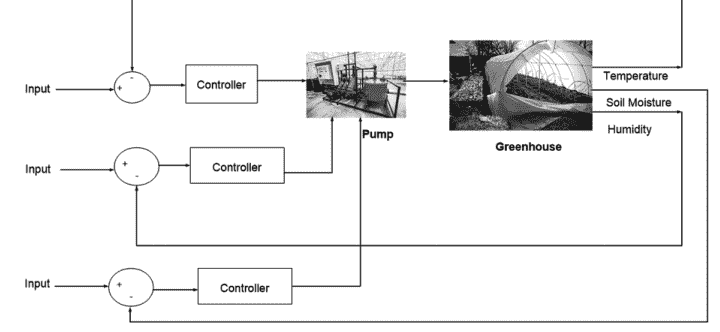 Input
+
-
Controller
Pump
Greenhouse
Temperature
Soil Moisture
Humidity
Input
+
-
Controller
Input
+
-
Controller